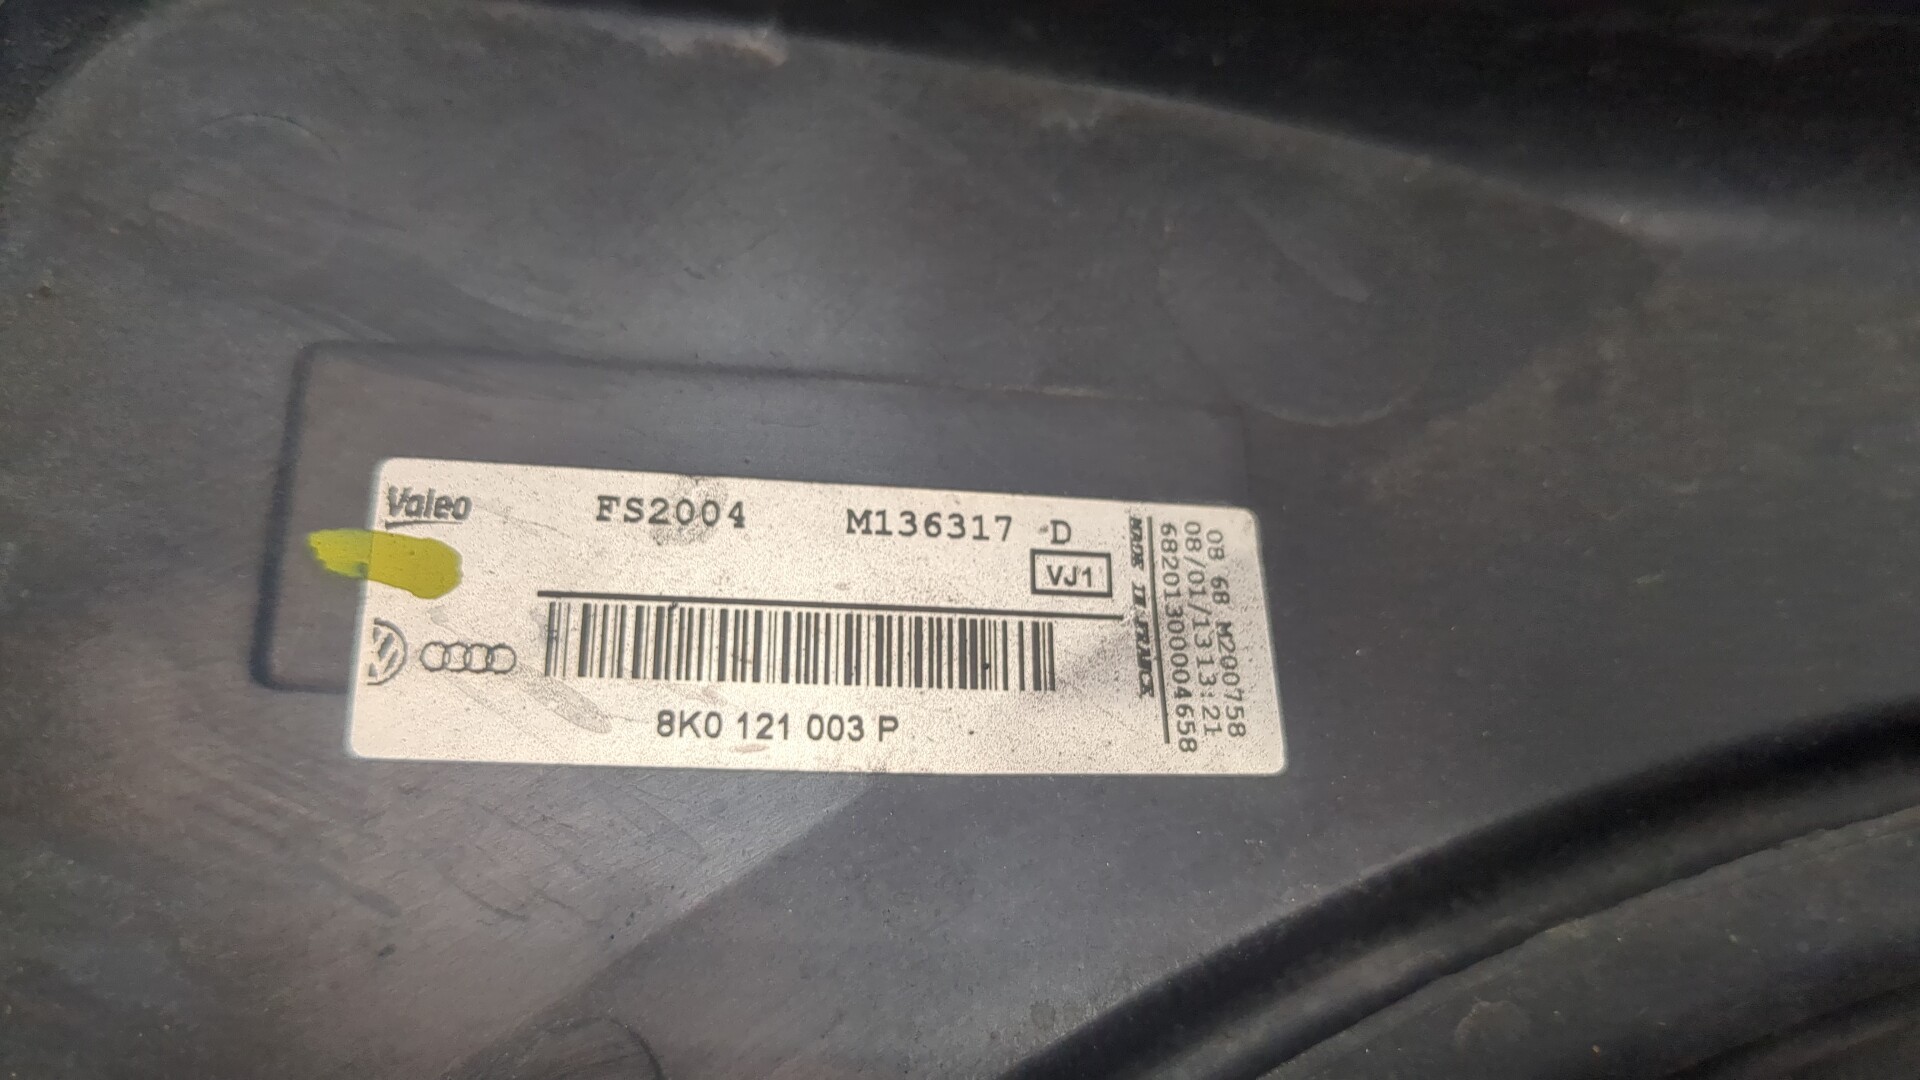 Valeo
FS2004 M136317 D
VJ1
8K0 121 003 P
MADE IN FRANCE
68201300004658
08/01/13 13:21
08 68 M200758